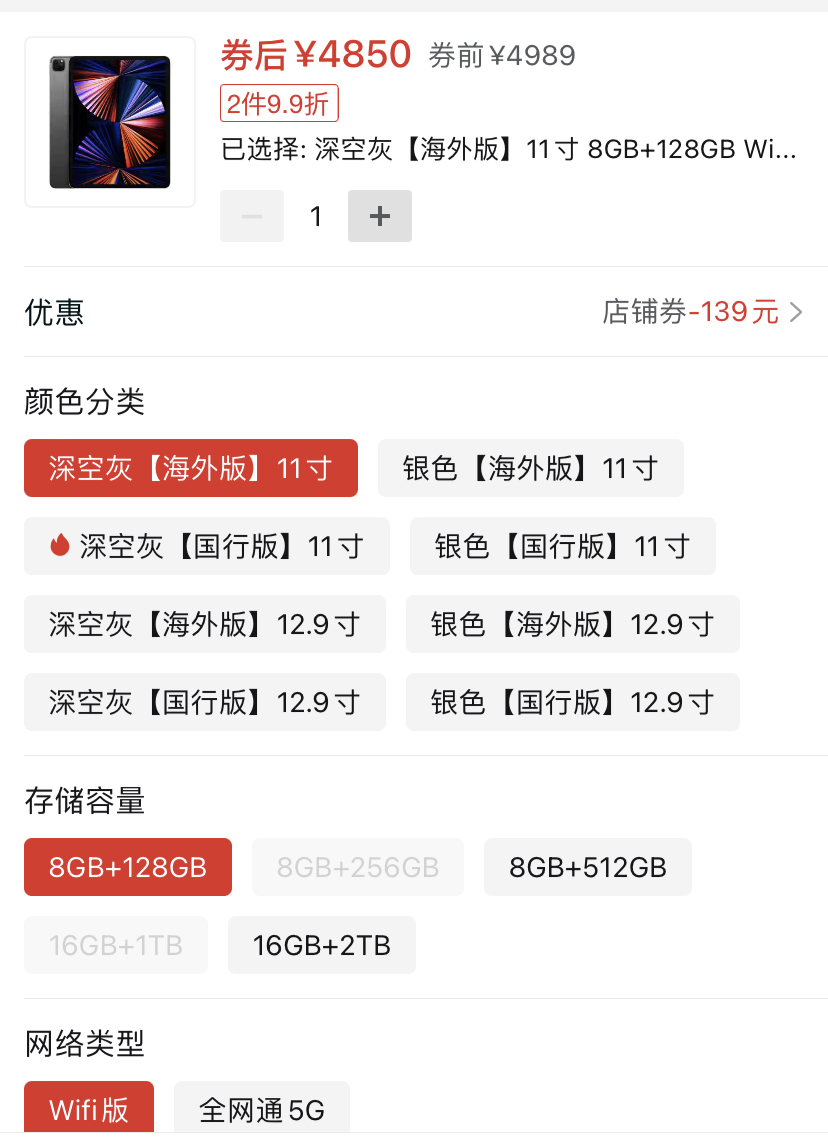 券后¥4850 券前¥4989
2件9.9折
已选择: 深空灰【海外版】11寸 8GB+128GB Wi...
1
优惠 店铺券-139元
颜色分类
深空灰【海外版】11寸 银色【海外版】11寸
深空灰【国行版】11寸 银色【国行版】11寸
深空灰【海外版】12.9寸 银色【海外版】12.9寸
深空灰【国行版】12.9寸 银色【国行版】12.9寸
存储容量
8GB+128GB 8GB+256GB 8GB+512GB
16GB+1TB 16GB+2TB
网络类型
Wifi版 全网通5G